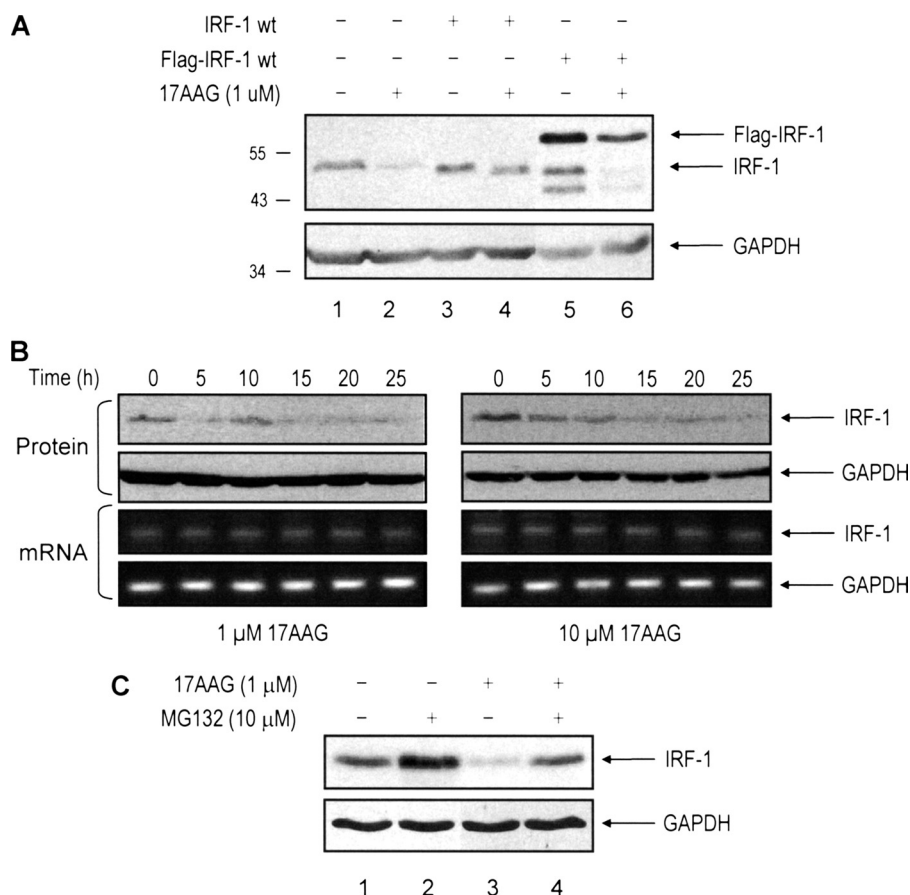 A
IRF-1 wt − − + + − −
Flag-IRF-1 wt − − − − + +
17AAG (1 uM) − + − + − +
Flag-IRF-1
55
IRF-1
43
GAPDH
34
1 2 3 4 5 6
B
Time (h) 0 5 10 15 20 25 0 5 10 15 20 25
Protein
IRF-1
GAPDH
mRNA
IRF-1
GAPDH
1 µM 17AAG 10 µM 17AAG
C
17AAG (1 µM) − − + +
MG132 (10 µM) − + − +
IRF-1
GAPDH
1 2 3 4